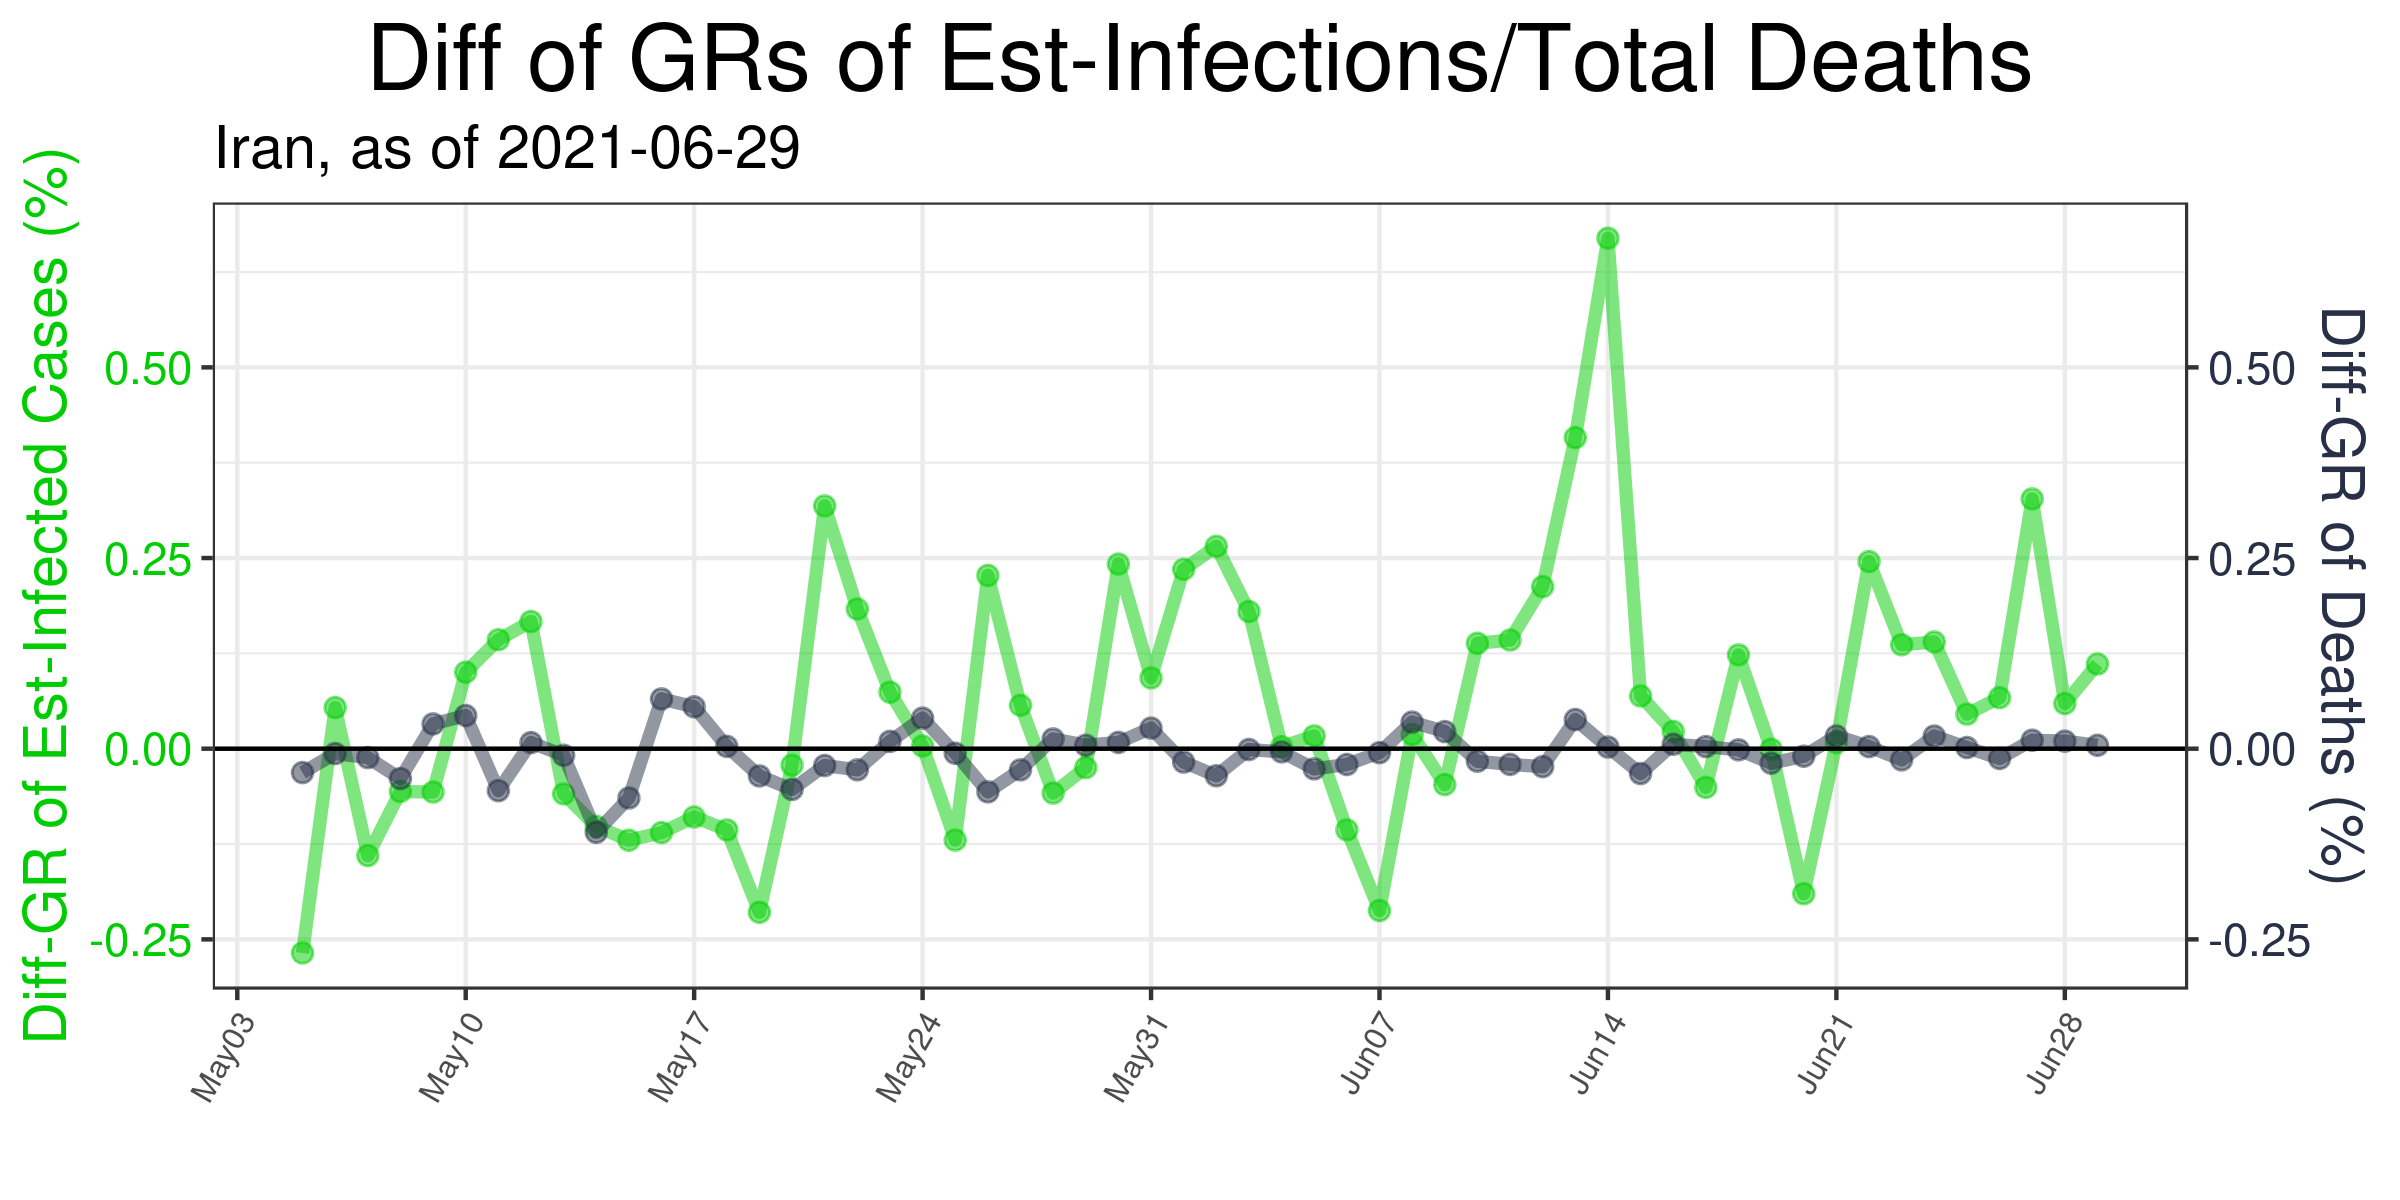 Diff of GRs of Est-Infections/Total Deaths
Iran, as of 2021-06-29
Diff-GR of Est-Infected Cases (%)
0.50
0.25
0.00
-0.25
0.50
0.25
0.00
-0.25
Diff-GR of Deaths (%)
May03
May10
May17
May24
May31
Jun07
Jun14
Jun21
Jun28